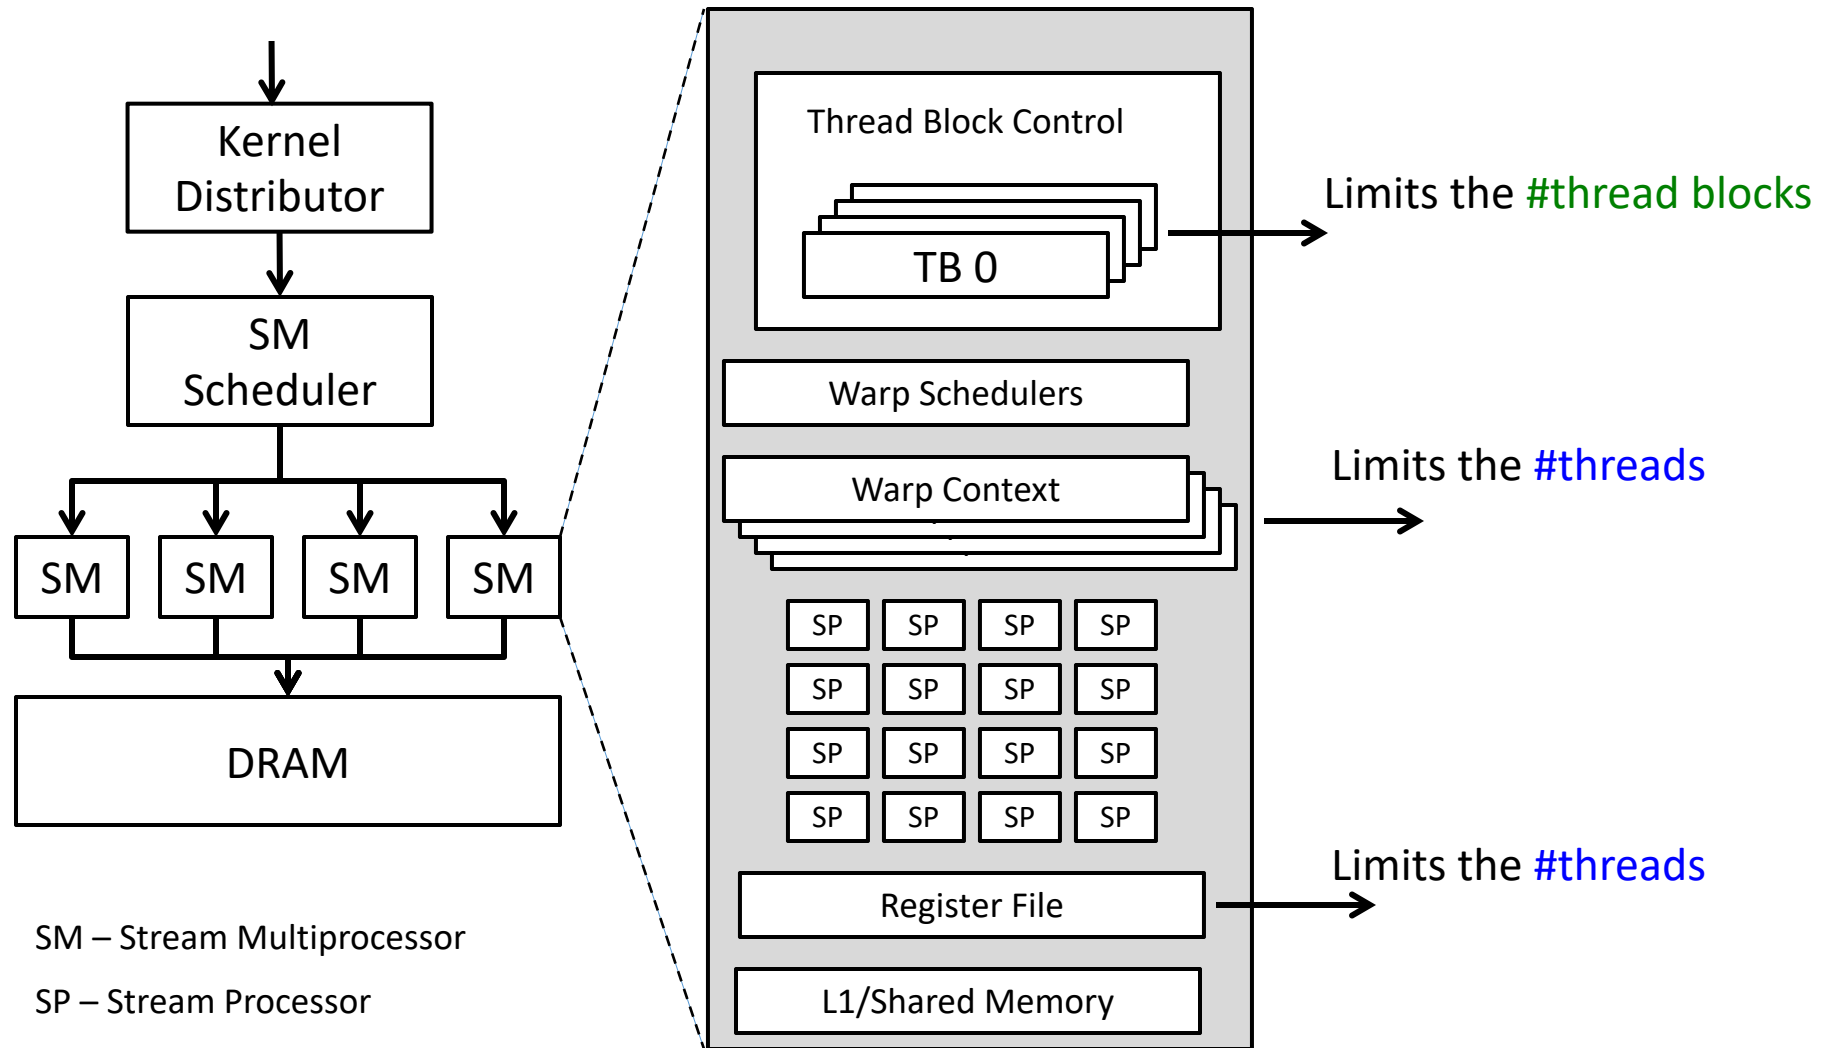 Kernel
Distributor
SM
Scheduler
SM SM SM SM
DRAM
SM – Stream Multiprocessor
SP – Stream Processor
Thread Block Control
TB 0
Warp Schedulers
Warp Context
SP SP SP SP
SP SP SP SP
SP SP SP SP
SP SP SP SP
Register File
L1/Shared Memory
Limits the #thread blocks
Limits the #threads
Limits the #threads